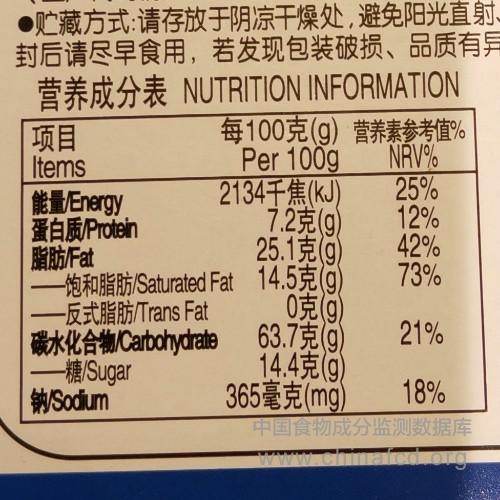 ●贮藏方式:请存放于阴凉干燥处,避免阳光直射
封后请尽早食用，若发现包装破损、品质有异
营养成分表 NUTRITION INFORMATION
项目 每100克(g) 营养素参考值%
Items Per 100g NRV%
能量/Energy 2134千焦(kJ) 25%
蛋白质/Protein 7.2克(g) 12%
脂肪/Fat 25.1克(g) 42%
——饱和脂肪/Saturated Fat 14.5克(g) 73%
——反式脂肪/Trans Fat 0克(g)
碳水化合物/Carbohydrate 63.7克(g) 21%
——糖/Sugar 14.4克(g)
钠/Sodium 365毫克(mg) 18%
中国食物成分监测数据库
www.chinafcd.org